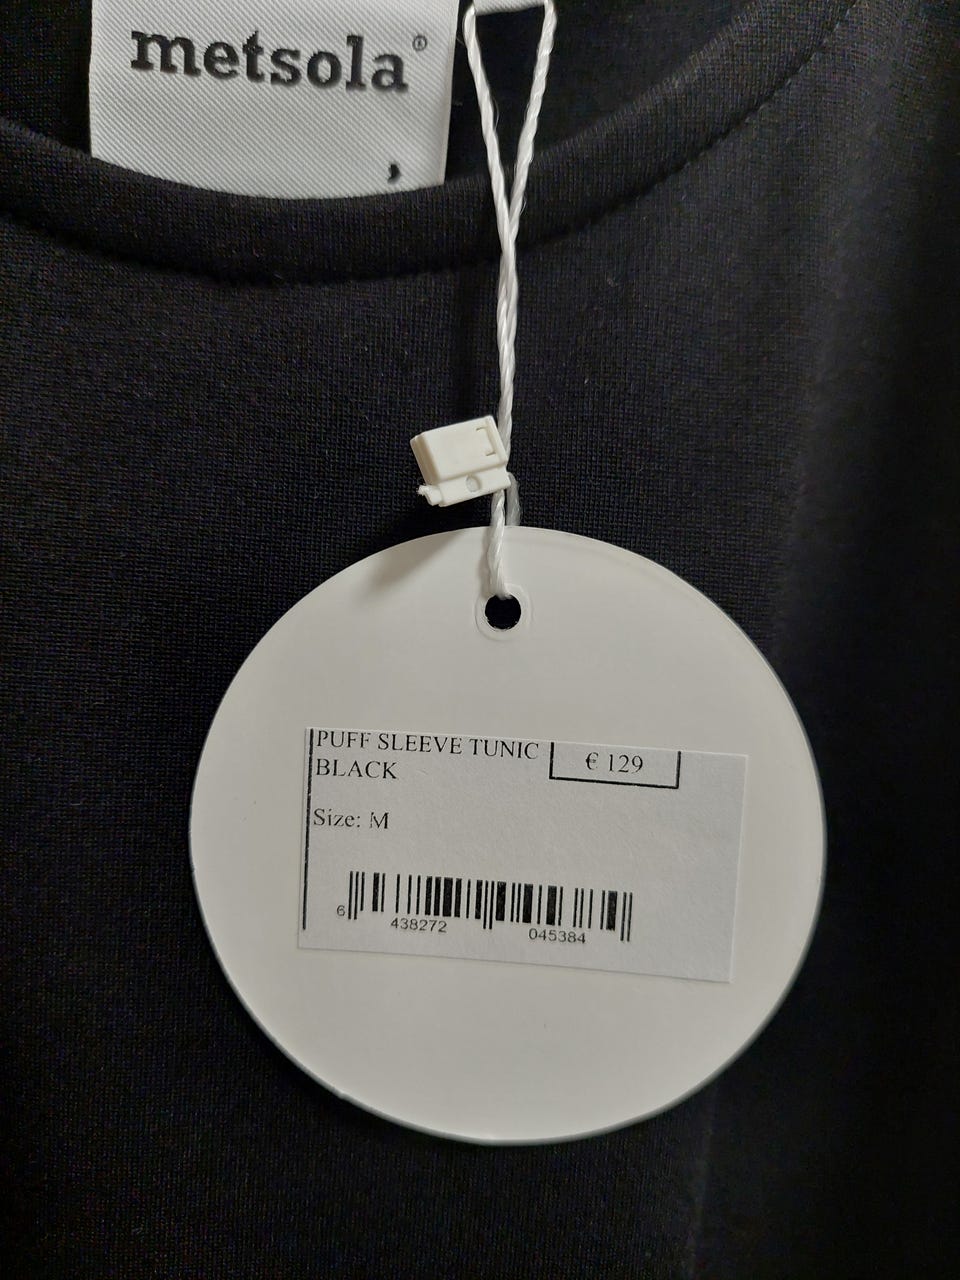 metsola®
PUFF SLEEVE TUNIC
BLACK
€ 129
Size: M
6 438272 045384